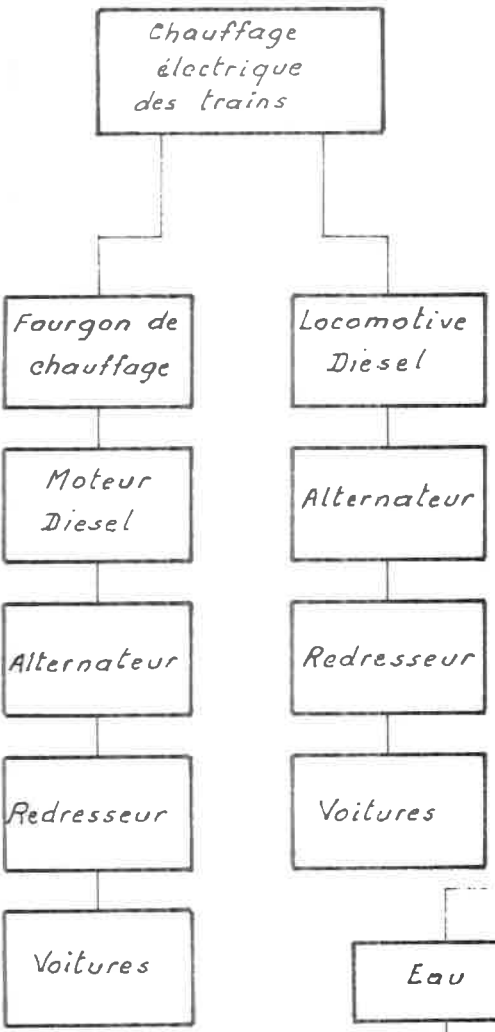 Chauffage
électrique
des trains
Fourgon de
chauffage
Moteur
Diesel
Alternateur
Redresseur
Voitures
Locomotive
Diesel
Alternateur
Redresseur
Voitures
Eau